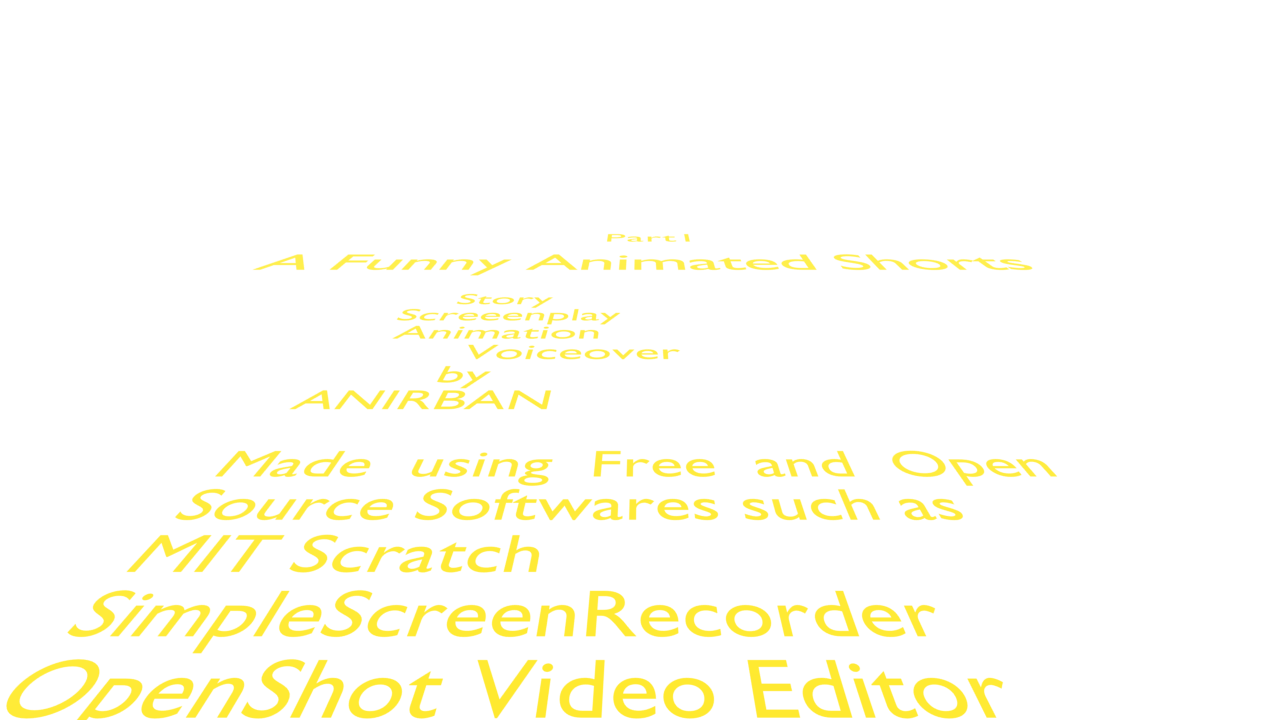 Part I
A Funny Animated Shorts
Story
Screeenplay
Animation
Voiceover
by
ANIRBAN
Made using Free and Open
Source Softwares such as
MIT Scratch
SimpleScreenRecorder
OpenShot Video Editor